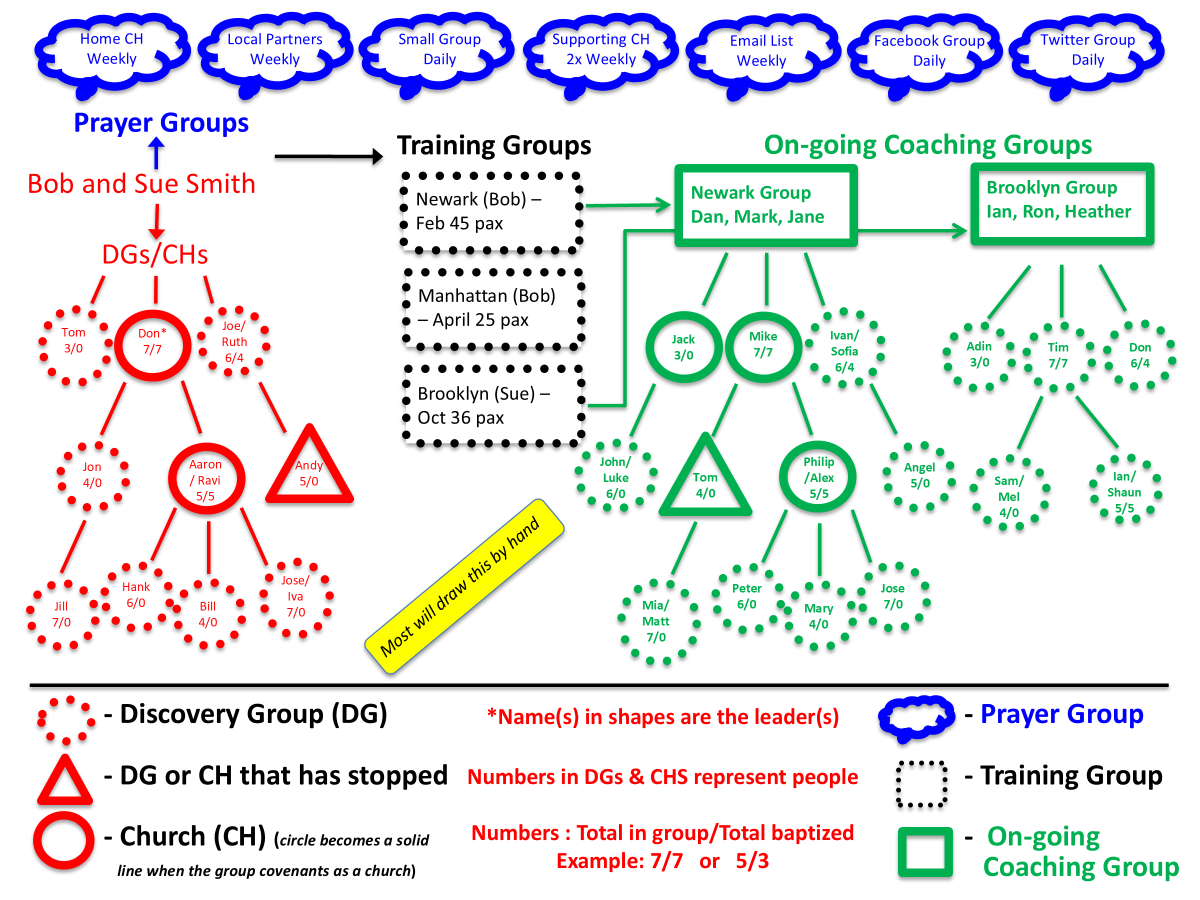 Home CH
Weekly
Local Partners
Weekly
Small Group
Daily
Supporting CH
2x Weekly
Email List
Weekly
Facebook Group
Daily
Twitter Group
Daily
Prayer Groups
Bob and Sue Smith
DGs/CHs
Tom
3/0
Don*
7/7
Joe/
Ruth
6/4
Jon
4/0
Aaron
/ Ravi
5/5
Andy
5/0
Jill
7/0
Hank
6/0
Bill
4/0
Jose/
Iva
7/0
Training Groups
Newark (Bob) –
Feb 45 pax
Manhattan (Bob)
– April 25 pax
Brooklyn (Sue) –
Oct 36 pax
Most will draw this by hand
On-going Coaching Groups
Newark Group
Dan, Mark, Jane
Brooklyn Group
Ian, Ron, Heather
Jack
3/0
Mike
7/7
Ivan/
Sofia
6/4
Adin
3/0
Tim
7/7
Don
6/4
John/
Luke
6/0
Tom
4/0
Philip
/Alex
5/5
Angel
5/0
Sam/
Mel
4/0
Ian/
Shaun
5/5
Mia/
Matt
7/0
Peter
6/0
Mary
4/0
Jose
7/0
- Discovery Group (DG)
- DG or CH that has stopped
- Church (CH) (circle becomes a solid
line when the group covenants as a church)
*Name(s) in shapes are the leader(s)
Numbers in DGs & CHS represent people
Numbers : Total in group/Total baptized
Example: 7/7 or 5/3
- Prayer Group
- Training Group
- On-going
Coaching Group